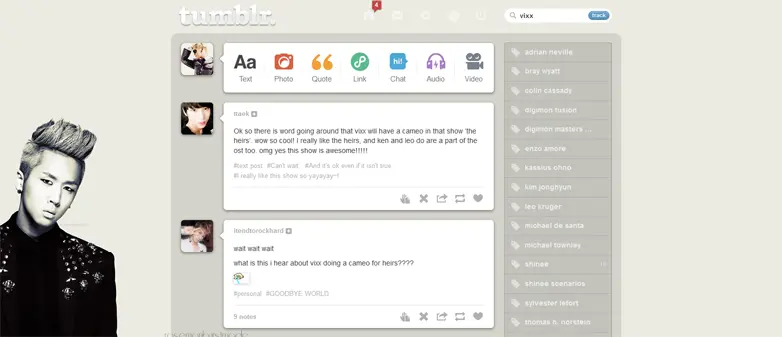 tumblr.
4
vixx
track
Aa
hi!
Text
Photo
Quote
Link
Chat
Audio
Video
Ok so there is word going around that vixx will have a cameo in that show 'the
heirs'. wow so cool! i really like the heirs, and ken and leo do are a part of the
ost too. omg yes this show is awesome!!!!!
#text post #Can't wait #And it's ok even if it isn't true
#I really like this show so yayayay~!
itendtorockhard
wait wait wait
what is this i hear about vixx doing a cameo for heirs????
#personal #GOODBYE WORLD
9 notes
adrian neville
bray wyatt
colin cassady
digimon fusion
digimon masters ...
enzo amore
kassius ohno
kim jonghyun
leo kruger
michael de santa
michael townley
shinee
shinee scenarios
sylvester lefort
thomas n. norstein